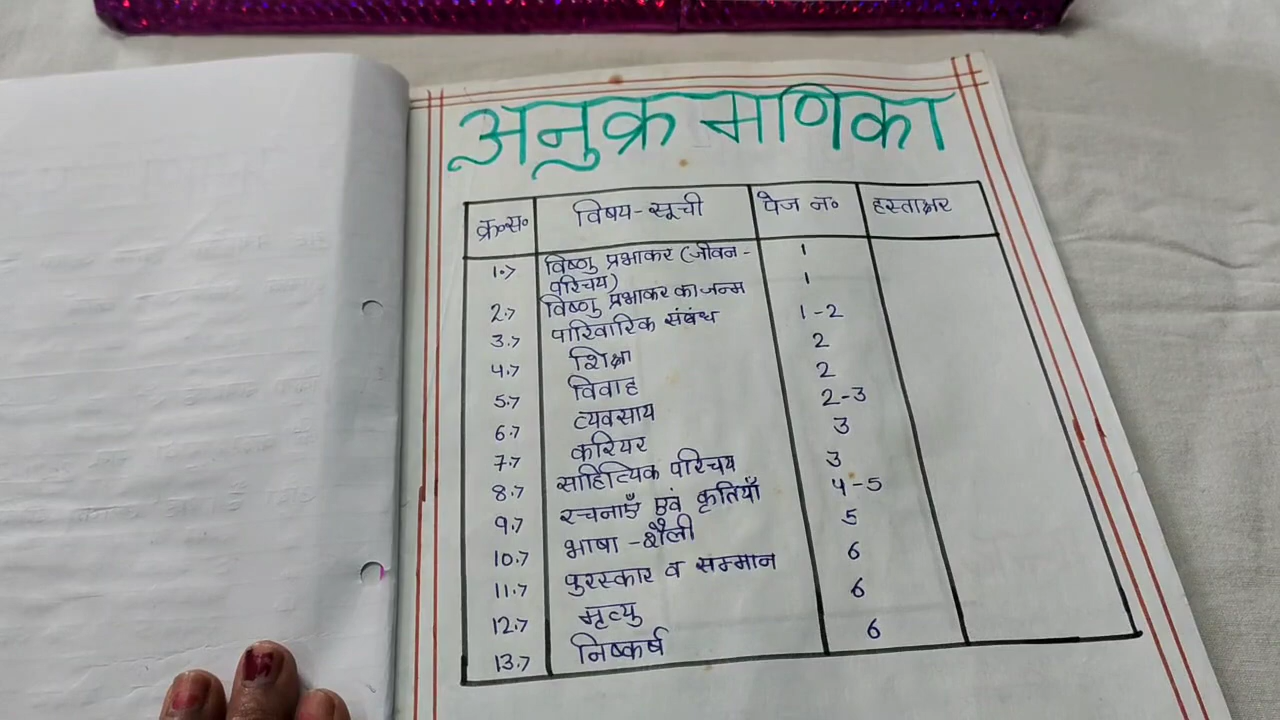 अनुक्रमणिका
क्र०स० विषय-सूची पेज न० हस्ताक्षर
1.> विष्णु प्रभाकर (जीवन- 1
परिचय)
2.> विष्णु प्रभाकर का जन्म 1
3.> पारिवारिक संबंध 1-2
4.> शिक्षा 2
5.> विवाह 2
6.> व्यवसाय 2-3
7.> करियर 3
8.> साहित्यिक परिचय 3
9.> रचनाएँ एवं कृतियाँ 4-5
10.> भाषा-शैली 5
11.> पुरस्कार व सम्मान 6
12.> मृत्यु 6
13.> निष्कर्ष 6